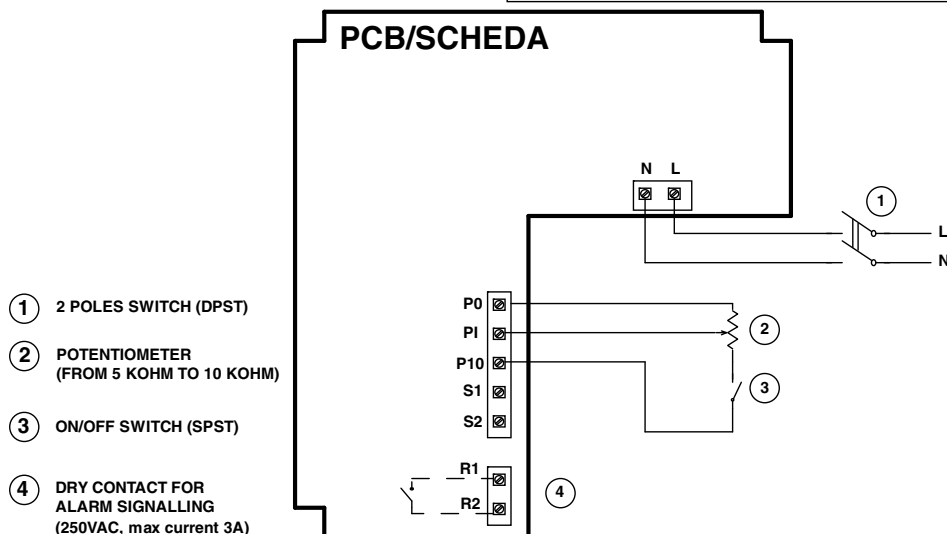 PCB/SCHEDA
N L
1
L
N
P0
PI
P10
S1
S2
2
3
R1
R2
4
1 2 POLES SWITCH (DPST)
2 POTENTIOMETER
(FROM 5 KOHM TO 10 KOHM)
3 ON/OFF SWITCH (SPST)
4 DRY CONTACT FOR
ALARM SIGNALLING
(250VAC, max current 3A)